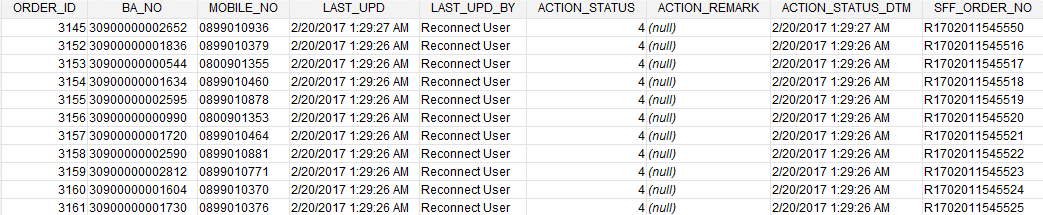 ORDER_ID BA_NO MOBILE_NO LAST_UPD LAST_UPD_BY ACTION_STATUS ACTION_REMARK ACTION_STATUS_DTM SFF_ORDER_NO
3145 30900000002652 0899010936 2/20/2017 1:29:27 AM Reconnect User 4 (null) 2/20/2017 1:29:27 AM R1702011545550
3152 30900000001836 0899010379 2/20/2017 1:29:26 AM Reconnect User 4 (null) 2/20/2017 1:29:26 AM R1702011545516
3153 30900000000544 0800901355 2/20/2017 1:29:26 AM Reconnect User 4 (null) 2/20/2017 1:29:26 AM R1702011545517
3154 30900000001634 0899010460 2/20/2017 1:29:26 AM Reconnect User 4 (null) 2/20/2017 1:29:26 AM R1702011545518
3155 30900000002595 0899010878 2/20/2017 1:29:26 AM Reconnect User 4 (null) 2/20/2017 1:29:26 AM R1702011545519
3156 30900000000990 0800901353 2/20/2017 1:29:26 AM Reconnect User 4 (null) 2/20/2017 1:29:26 AM R1702011545520
3157 30900000001720 0899010464 2/20/2017 1:29:26 AM Reconnect User 4 (null) 2/20/2017 1:29:26 AM R1702011545521
3158 30900000002590 0899010881 2/20/2017 1:29:26 AM Reconnect User 4 (null) 2/20/2017 1:29:26 AM R1702011545522
3159 30900000002812 0899010771 2/20/2017 1:29:26 AM Reconnect User 4 (null) 2/20/2017 1:29:26 AM R1702011545523
3160 30900000001604 0899010370 2/20/2017 1:29:26 AM Reconnect User 4 (null) 2/20/2017 1:29:26 AM R1702011545524
3161 30900000001730 0899010376 2/20/2017 1:29:26 AM Reconnect User 4 (null) 2/20/2017 1:29:26 AM R1702011545525